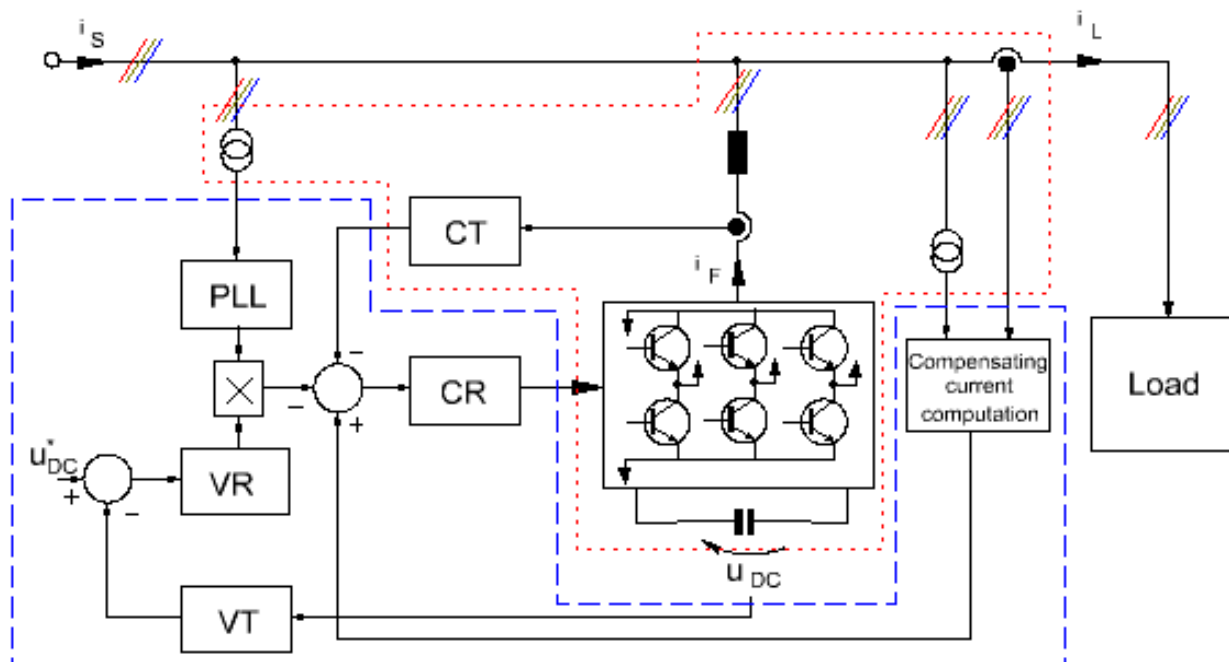 i S
i L
CT
i F
PLL
−
×
−
+
CR
Compensating
current
computation
Load
u*DC
+
−
VR
u DC
VT